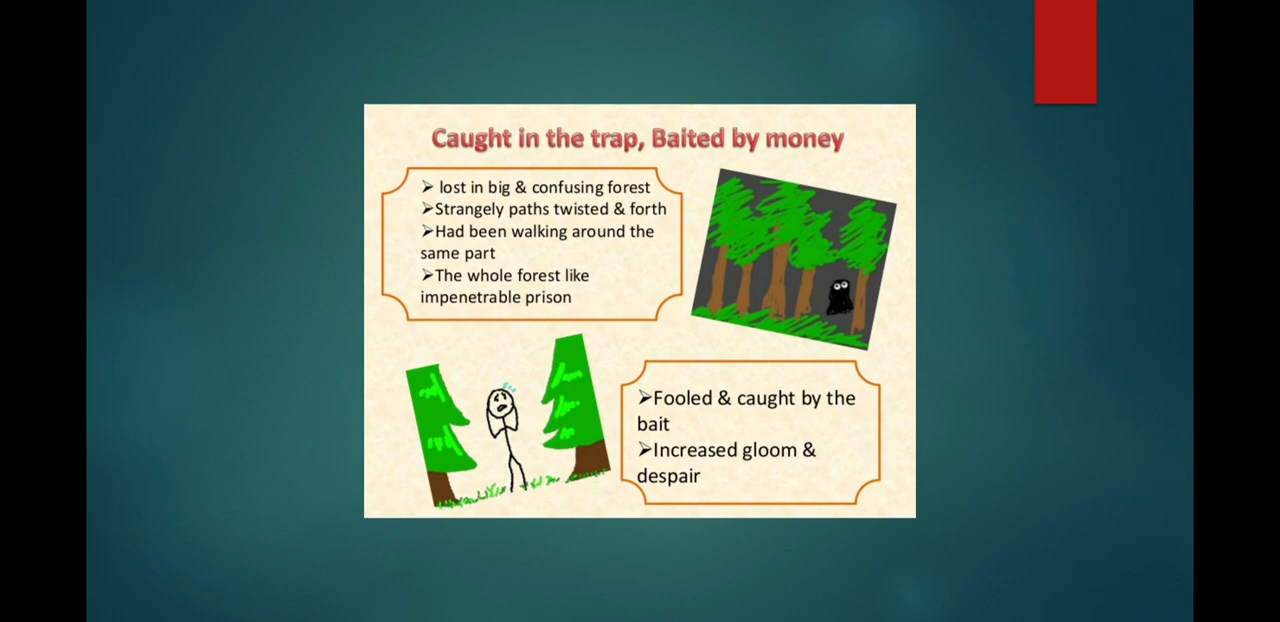 Caught in the trap, Baited by money
➢ lost in big & confusing forest
➢Strangely paths twisted & forth
➢Had been walking around the
same part
➢The whole forest like
impenetrable prison
➢Fooled & caught by the
bait
➢Increased gloom &
despair